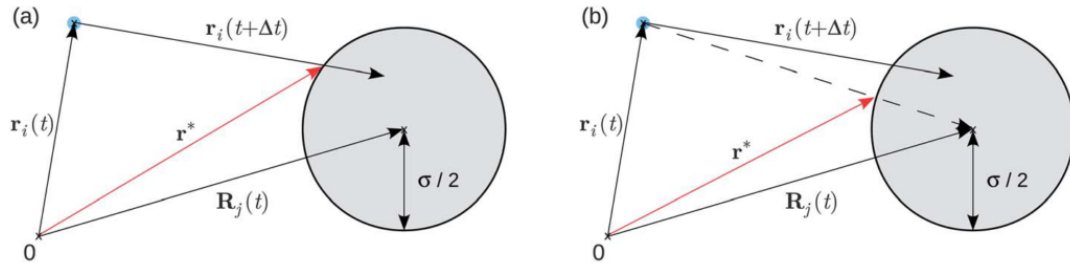 (a)
r_i(t+Δt)
r_i(t)
r*
σ / 2
R_j(t)
0
(b)
r_i(t+Δt)
r_i(t)
r*
σ / 2
R_j(t)
0